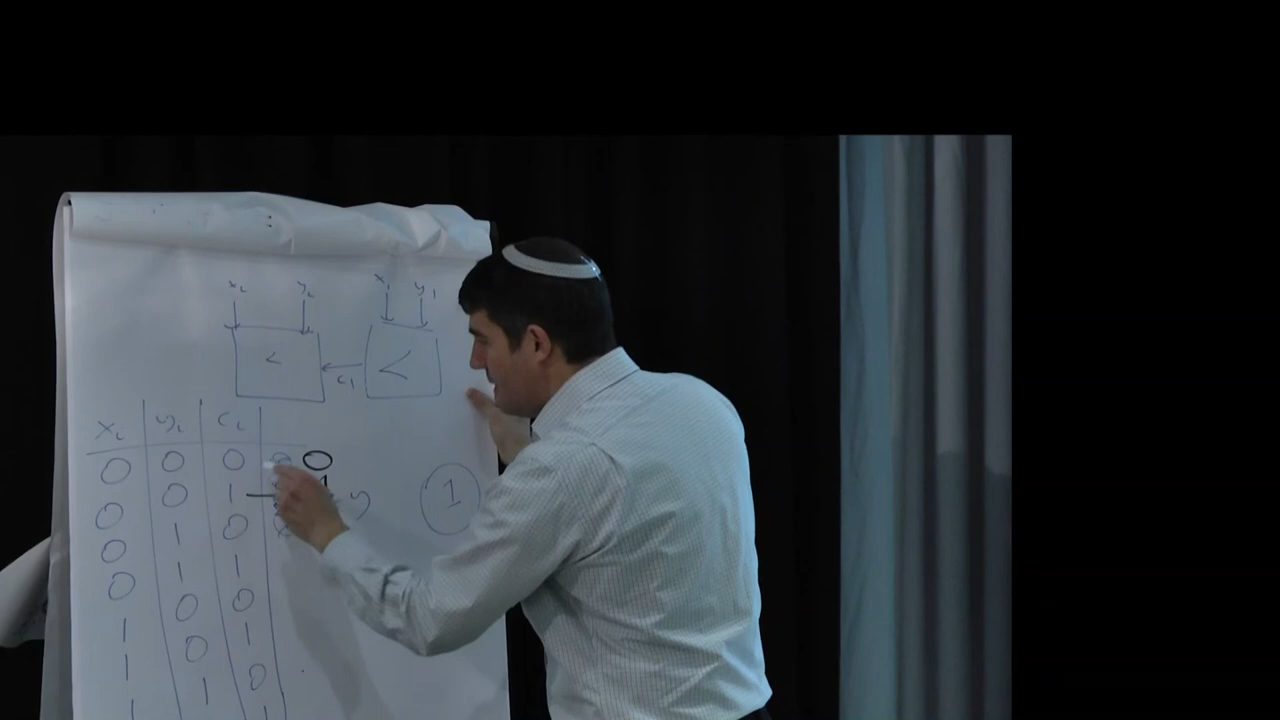 x₂ y₂ x₁ y₁
< <
c₁
x₂ y₂ c₂
0 0 0 0
0 0 1 y 1
0 1 0
0 1 1
1 0 0
1 0 1
1 1 0
1